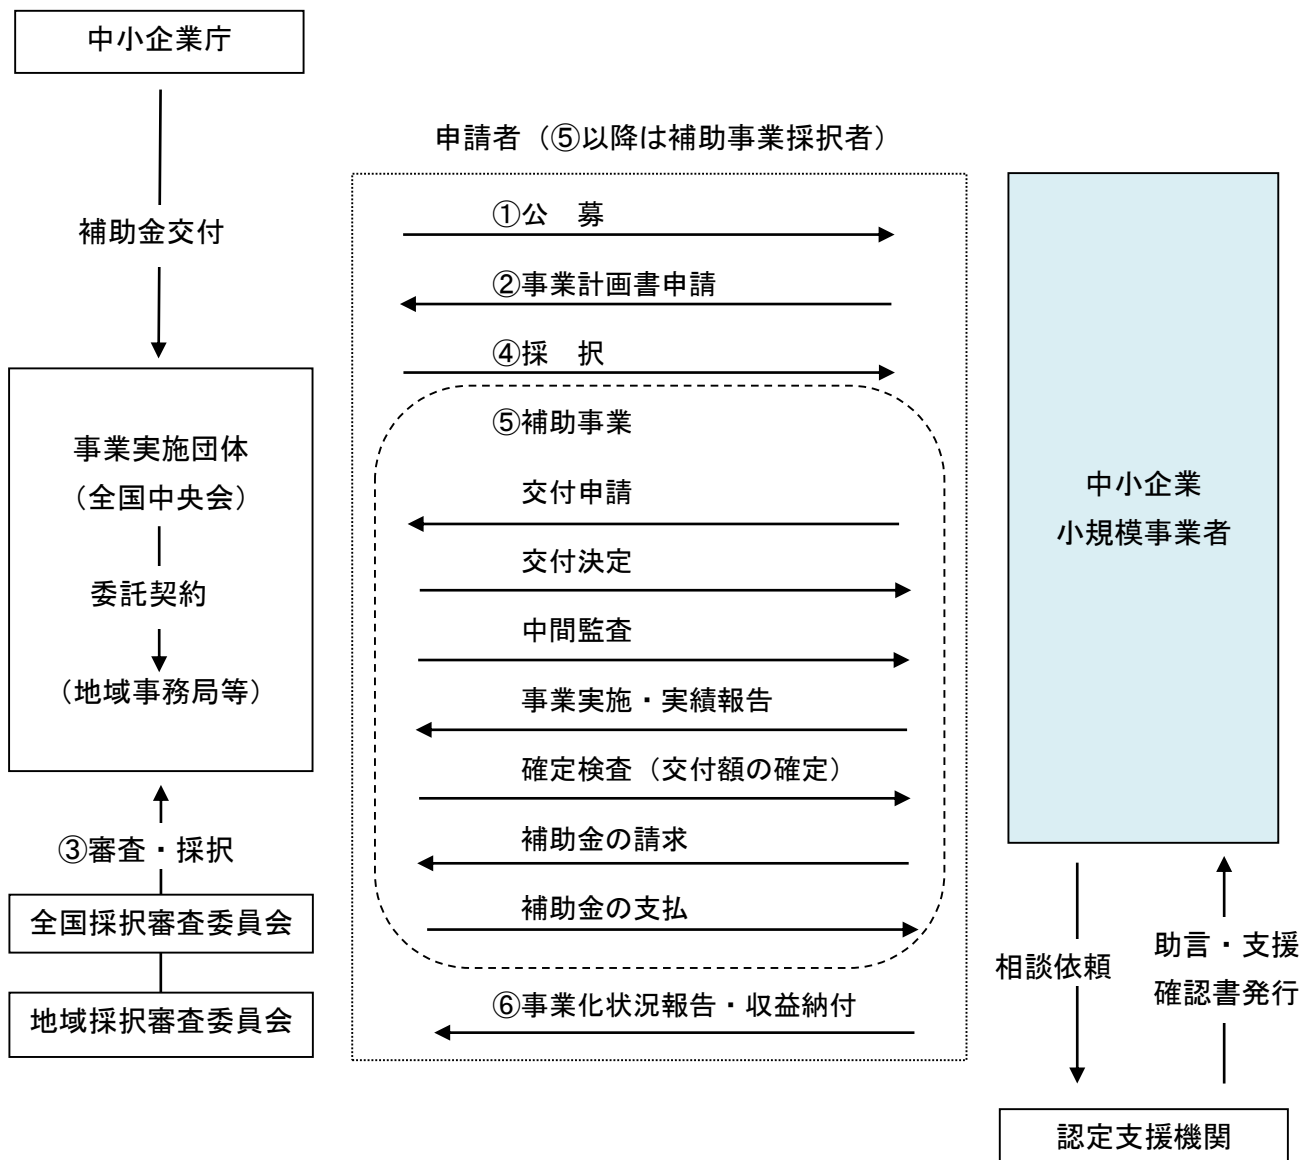 中小企業庁
補助金交付
事業実施団体
（全国中央会）
委託契約
（地域事務局等）
③審査・採択
全国採択審査委員会
地域採択審査委員会
申請者（⑤以降は補助事業採択者）
①公　募
②事業計画書申請
④採　択
⑤補助事業
交付申請
交付決定
中間監査
事業実施・実績報告
確定検査（交付額の確定）
補助金の請求
補助金の支払
⑥事業化状況報告・収益納付
中小企業
小規模事業者
相談依頼
助言・支援
確認書発行
認定支援機関